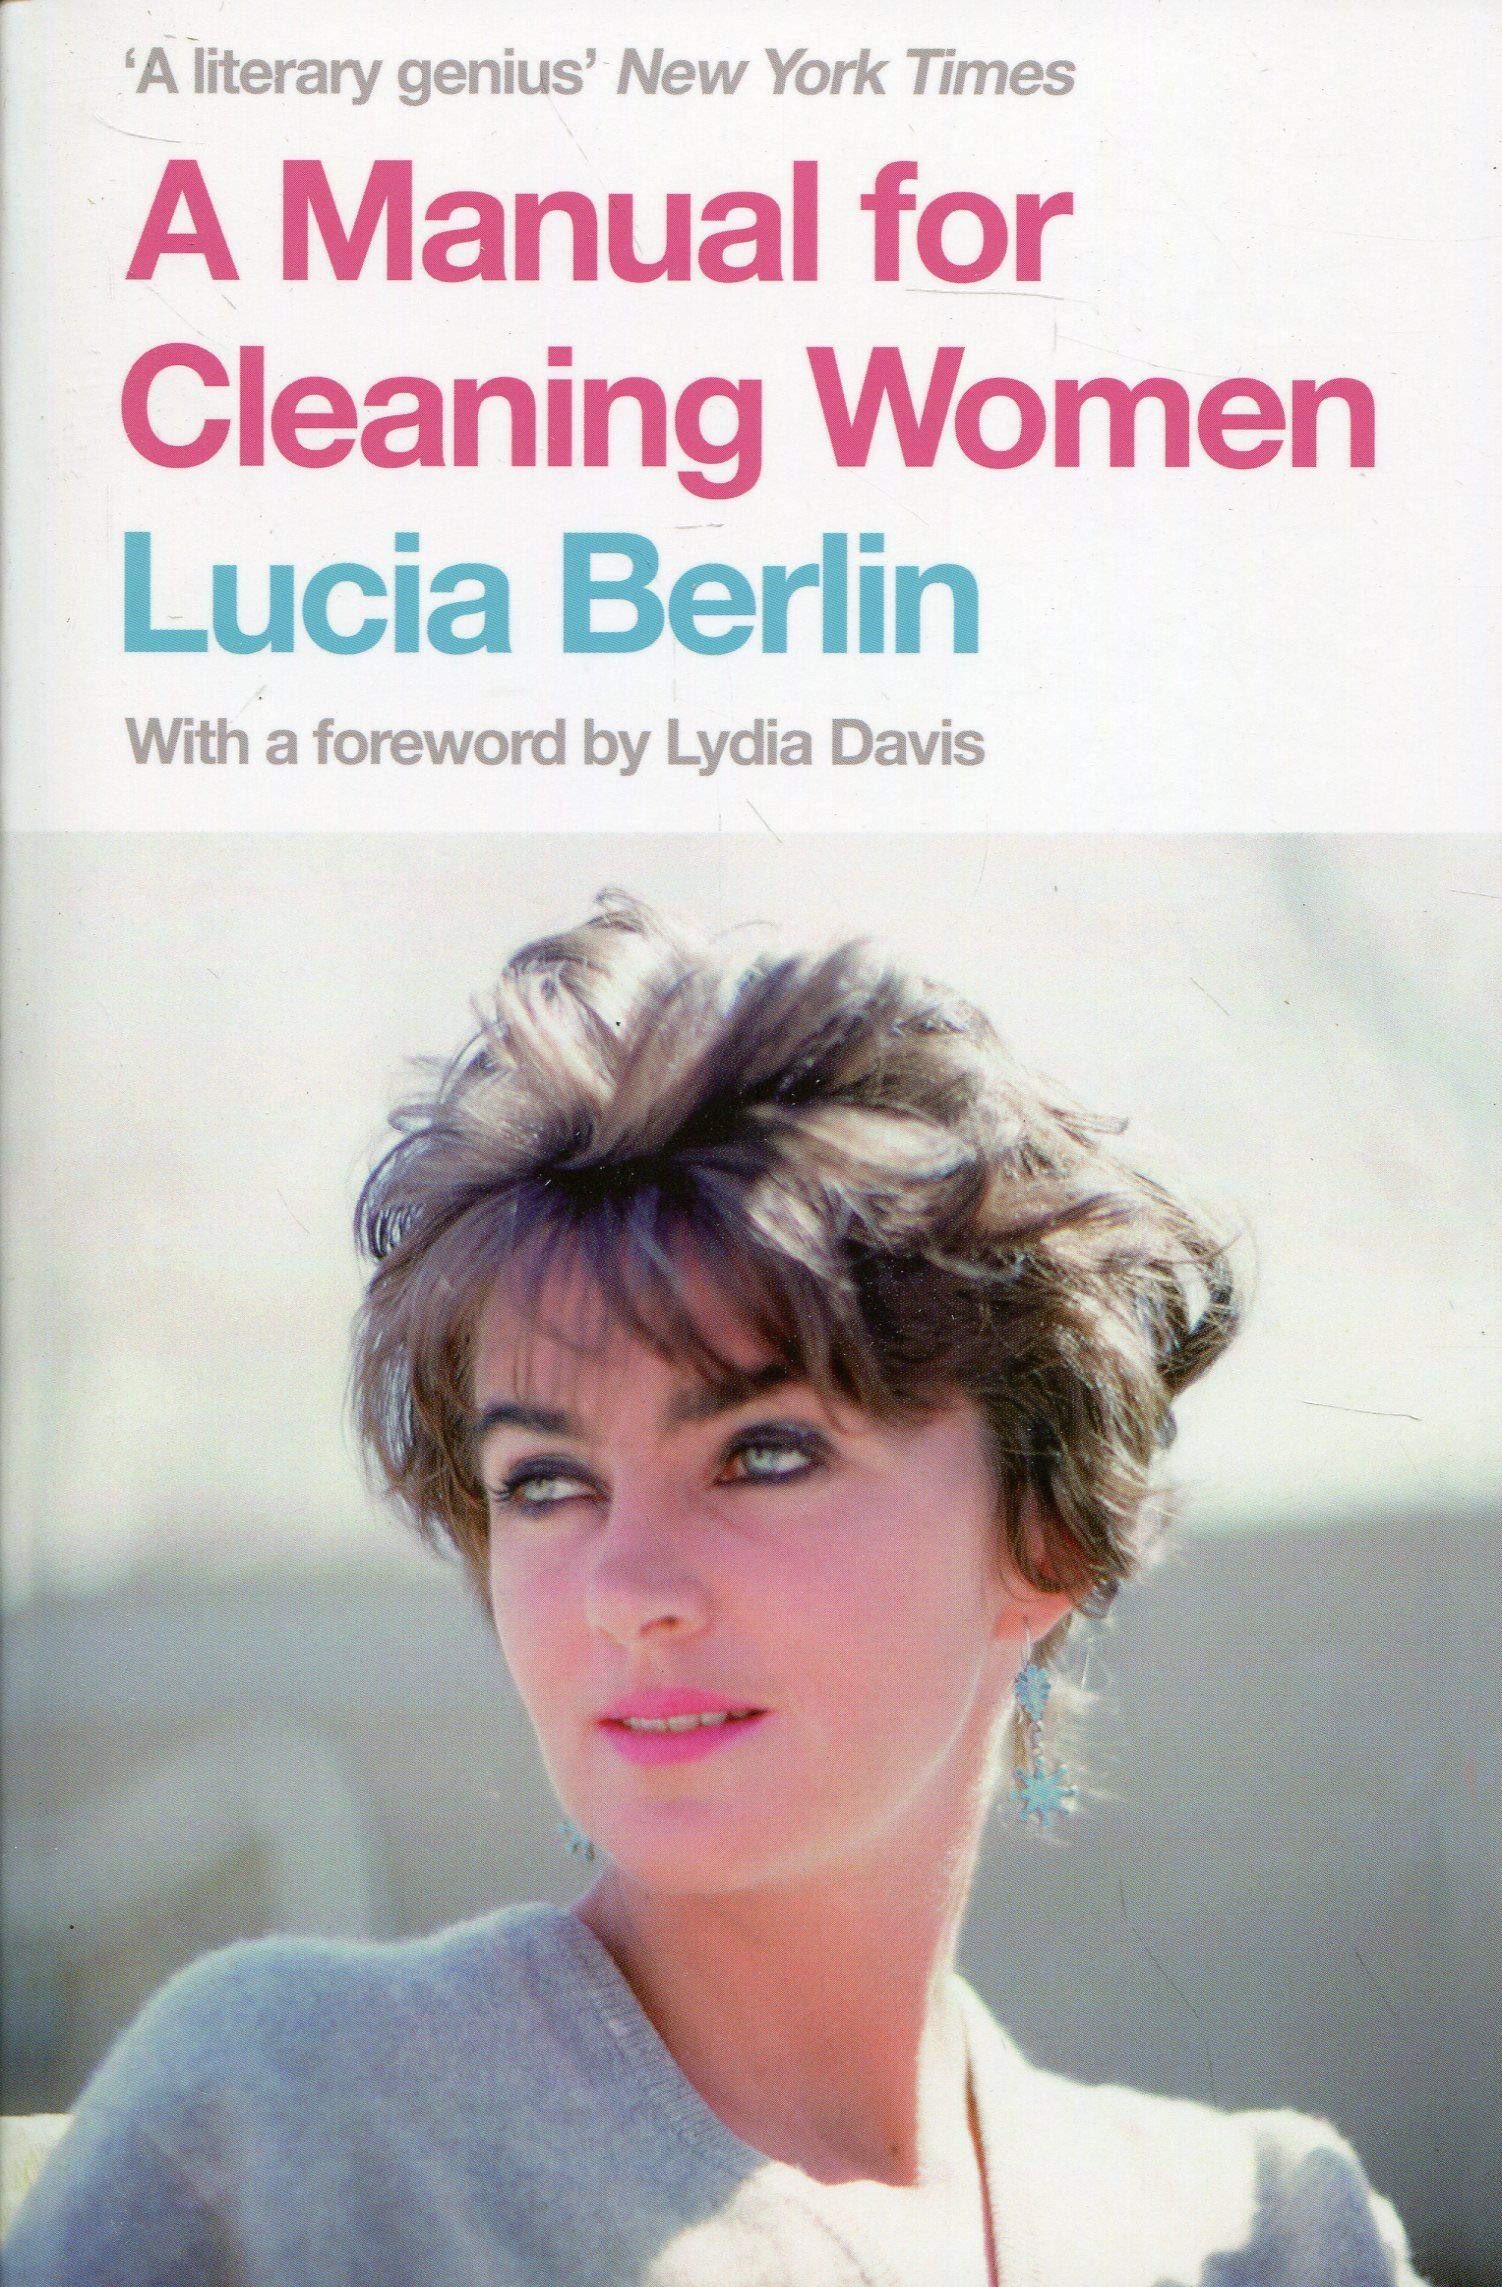 ‘A literary genius’ New York Times
A Manual for
Cleaning Women
Lucia Berlin
With a foreword by Lydia Davis